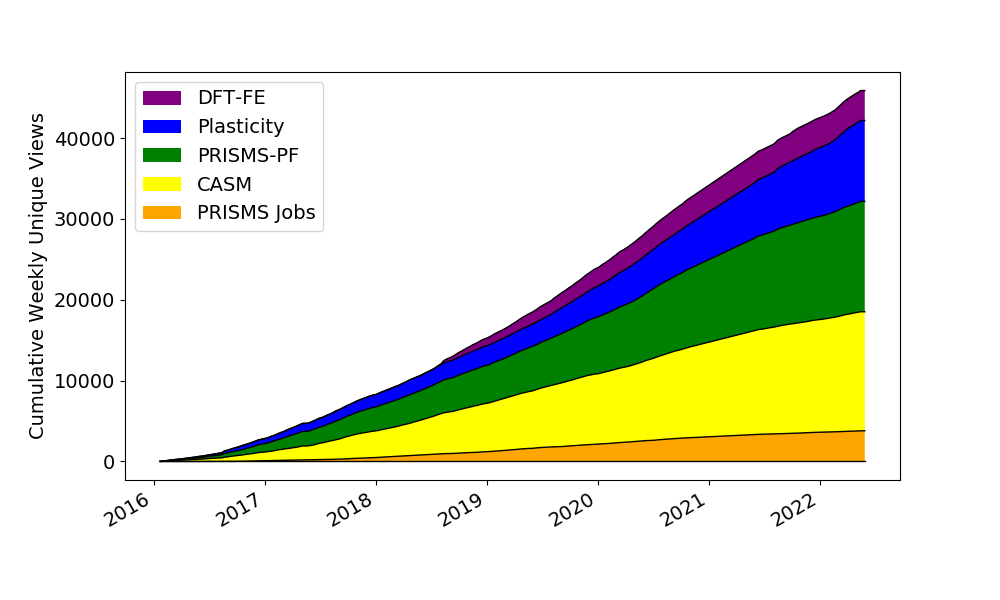 DFT-FE
Plasticity
PRISMS-PF
CASM
PRISMS Jobs
Cumulative Weekly Unique Views
40000
30000
20000
10000
0
2016
2017
2018
2019
2020
2021
2022